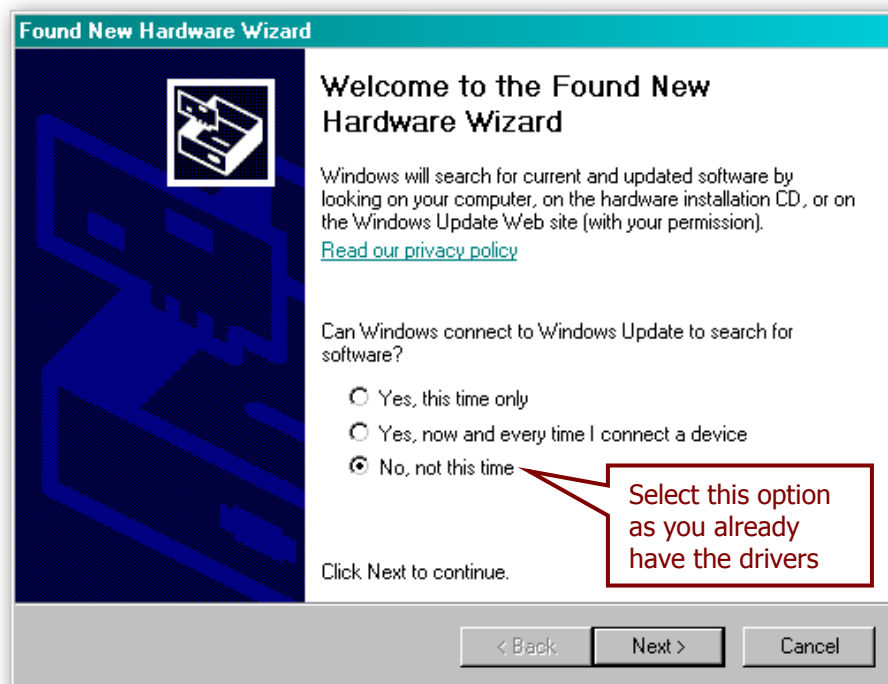 Found New Hardware Wizard
Welcome to the Found New
Hardware Wizard
Windows will search for current and updated software by
looking on your computer, on the hardware installation CD, or on
the Windows Update Web site (with your permission).
Read our privacy policy
Can Windows connect to Windows Update to search for
software?
Yes, this time only
Yes, now and every time I connect a device
No, not this time
Select this option
as you already
have the drivers
Click Next to continue.
< Back
Next >
Cancel